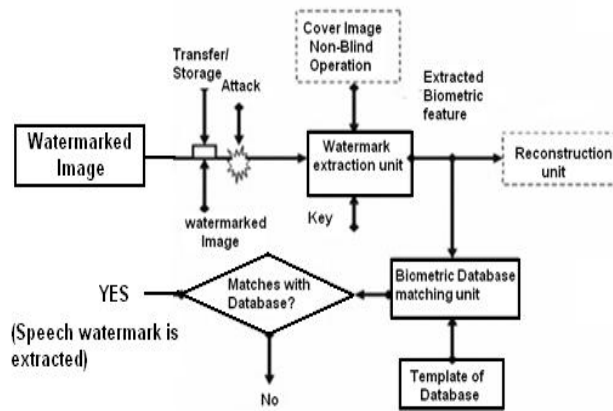 Cover Image
Non-Blind
Operation
Transfer/
Storage
Attack
Extracted
Biometric
feature
Watermarked
Image
Watermark
extraction unit
Reconstruction
unit
watermarked
Image
Key
YES
Matches with
Database?
Biometric Database
matching unit
(Speech watermark is
extracted)
No
Template of
Database